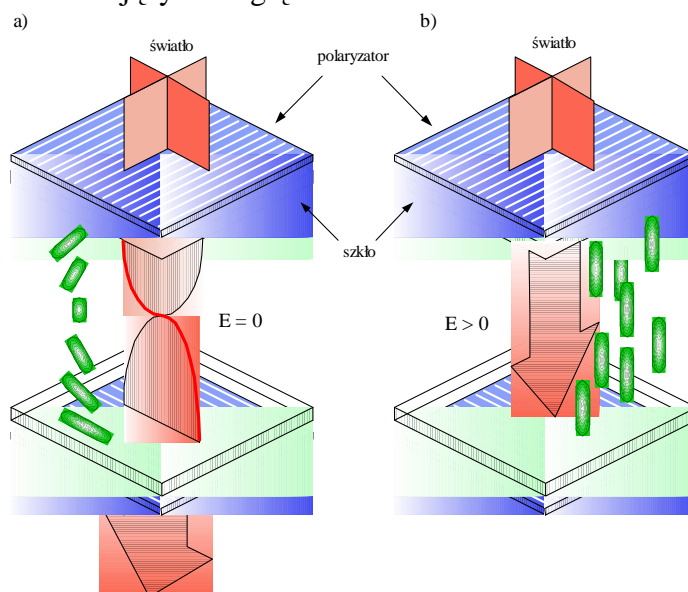 a)
b)
światło
światło
polaryzator
szkło
E = 0
E > 0